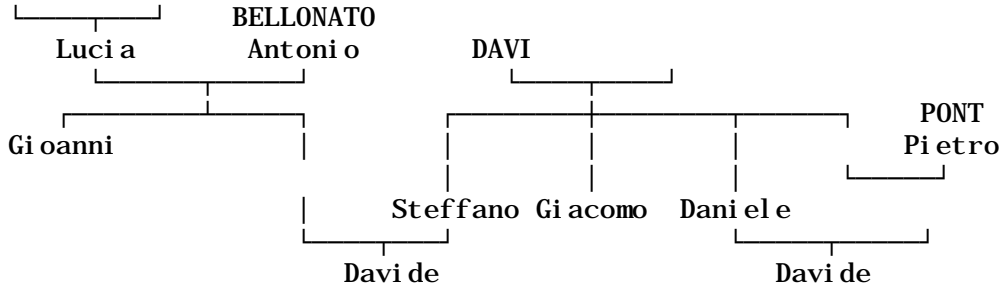 BELLONATO
Lucia Antonio DAVI
PONT
Gioanni Pietro
Steffano Giacomo Daniele
Davide Davide